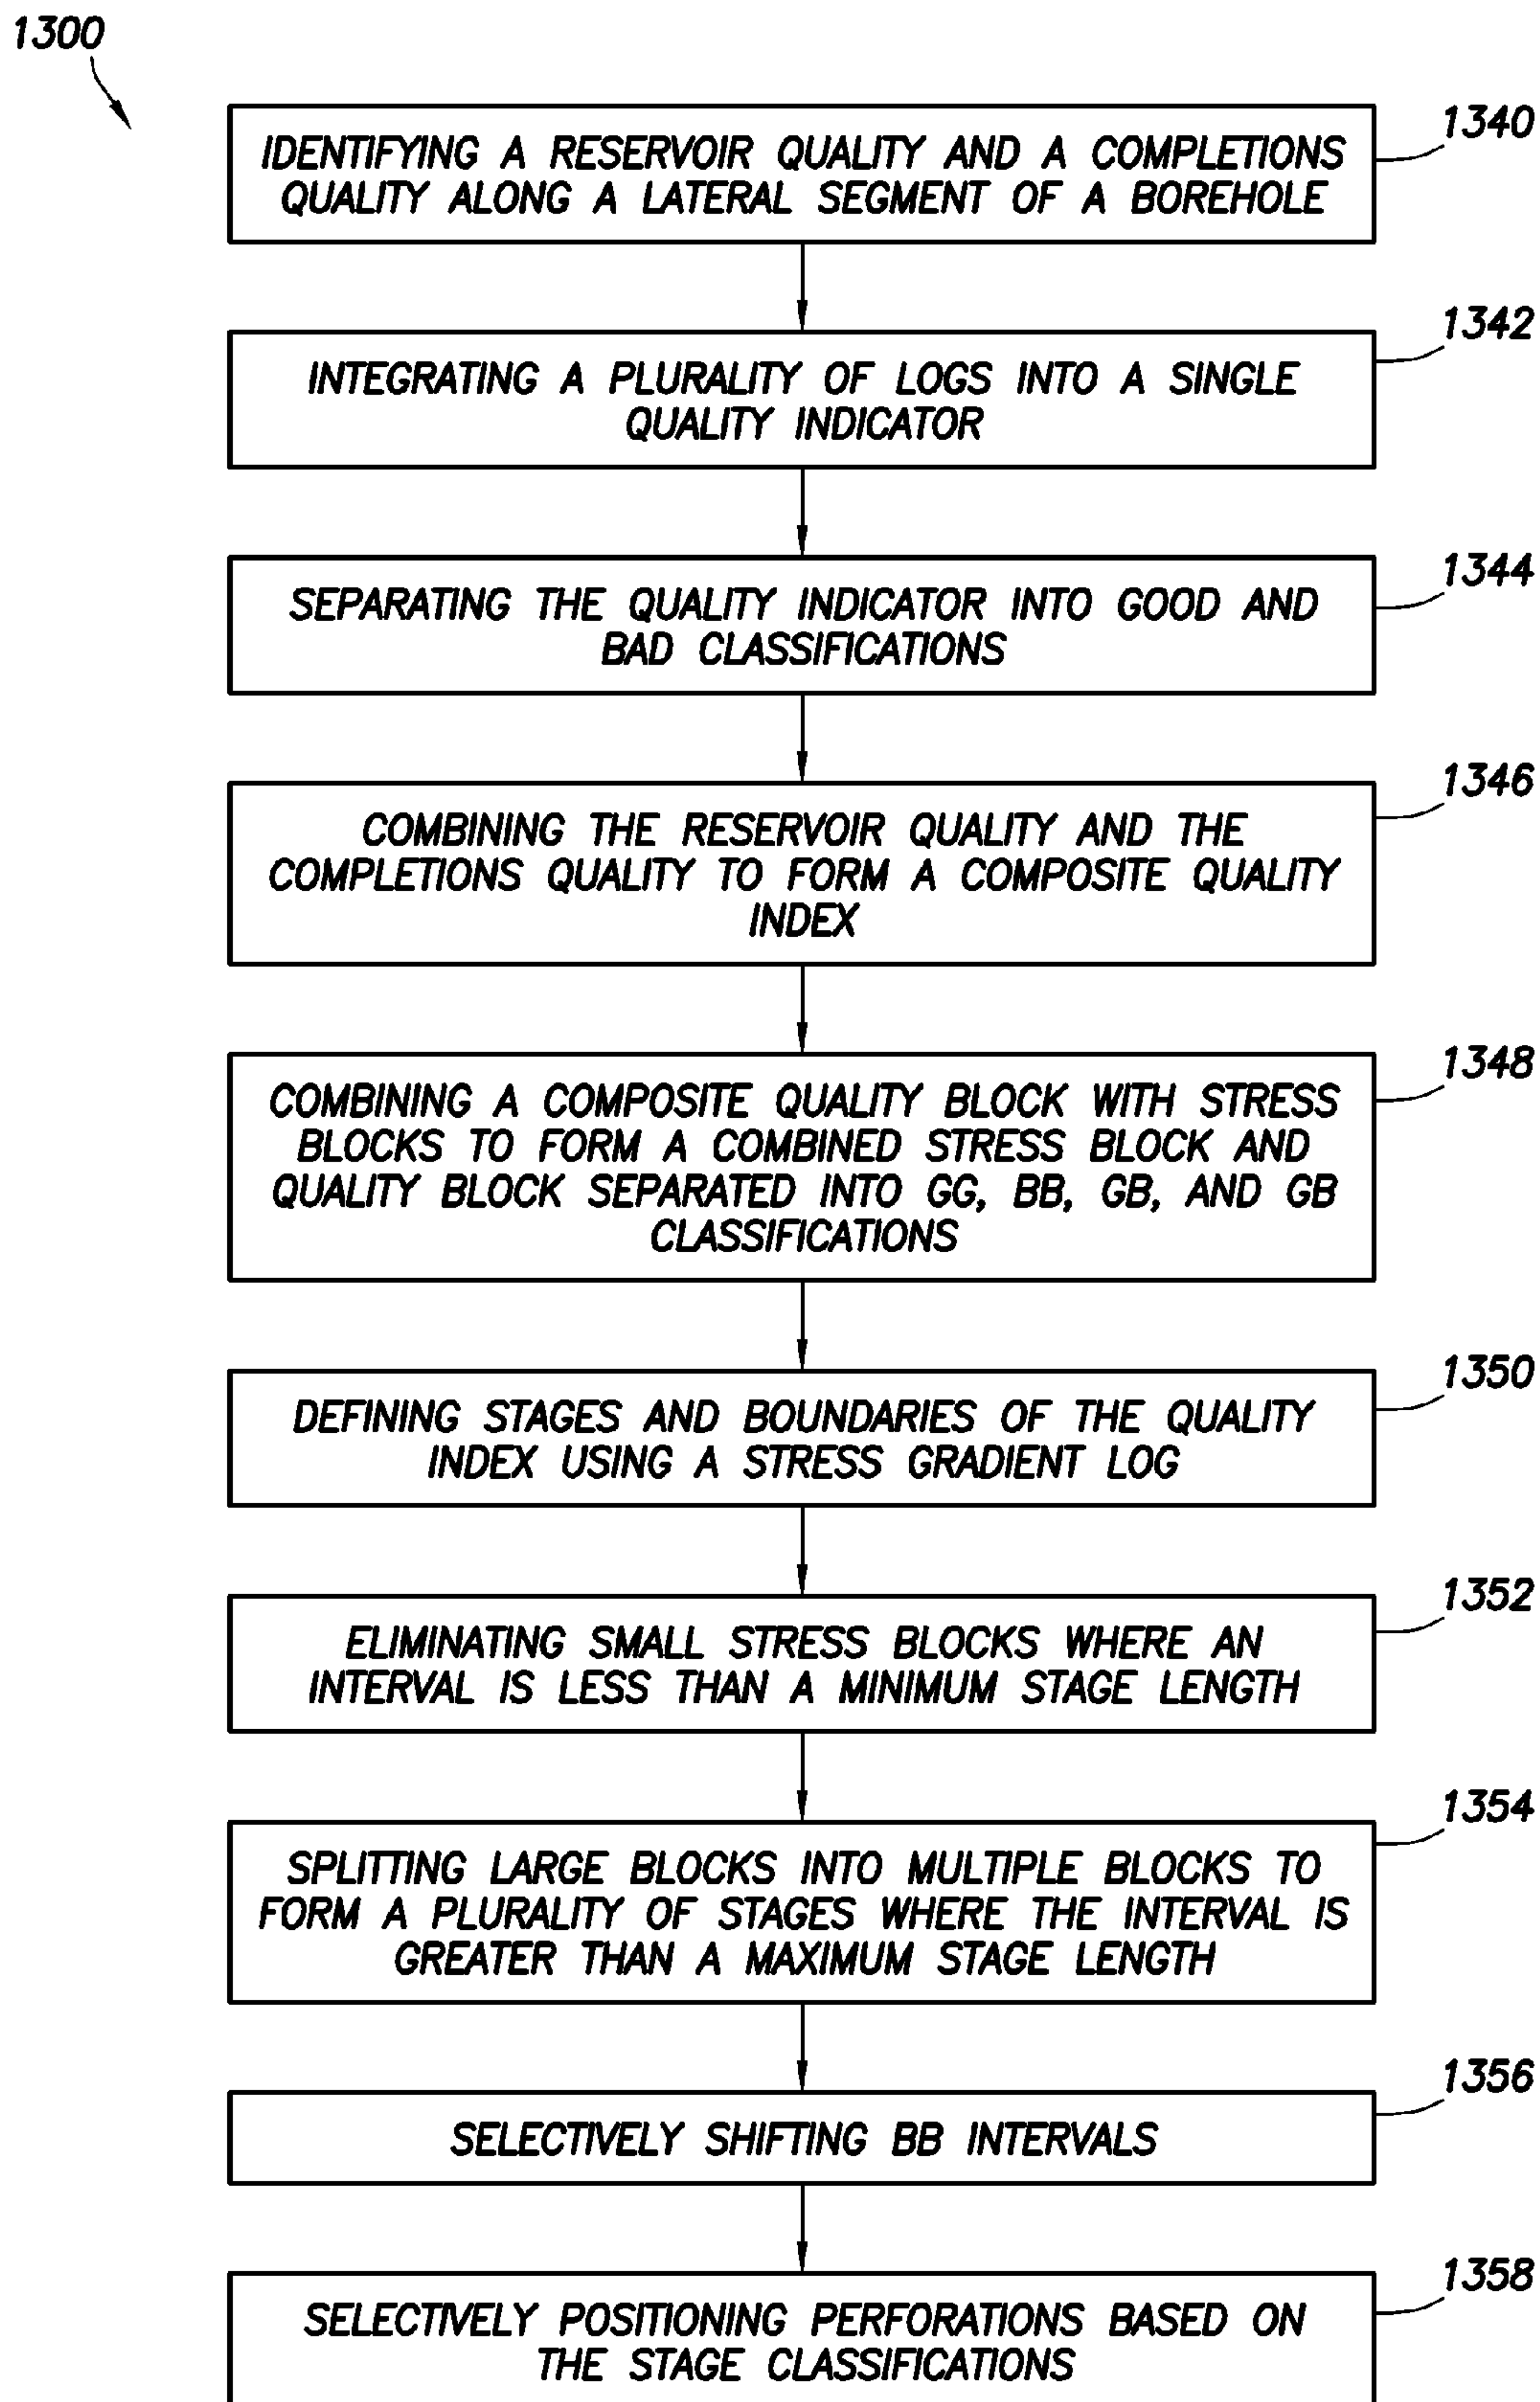 1300
1340
IDENTIFYING A RESERVOIR QUALITY AND A COMPLETIONS
QUALITY ALONG A LATERAL SEGMENT OF A BOREHOLE
1342
INTEGRATING A PLURALITY OF LOGS INTO A SINGLE
QUALITY INDICATOR
1344
SEPARATING THE QUALITY INDICATOR INTO GOOD AND
BAD CLASSIFICATIONS
1346
COMBINING THE RESERVOIR QUALITY AND THE
COMPLETIONS QUALITY TO FORM A COMPOSITE QUALITY
INDEX
1348
COMBINING A COMPOSITE QUALITY BLOCK WITH STRESS
BLOCKS TO FORM A COMBINED STRESS BLOCK AND
QUALITY BLOCK SEPARATED INTO GG, BB, GB, AND GB
CLASSIFICATIONS
1350
DEFINING STAGES AND BOUNDARIES OF THE QUALITY
INDEX USING A STRESS GRADIENT LOG
1352
ELIMINATING SMALL STRESS BLOCKS WHERE AN
INTERVAL IS LESS THAN A MINIMUM STAGE LENGTH
1354
SPLITTING LARGE BLOCKS INTO MULTIPLE BLOCKS TO
FORM A PLURALITY OF STAGES WHERE THE INTERVAL IS
GREATER THAN A MAXIMUM STAGE LENGTH
1356
SELECTIVELY SHIFTING BB INTERVALS
1358
SELECTIVELY POSITIONING PERFORATIONS BASED ON
THE STAGE CLASSIFICATIONS